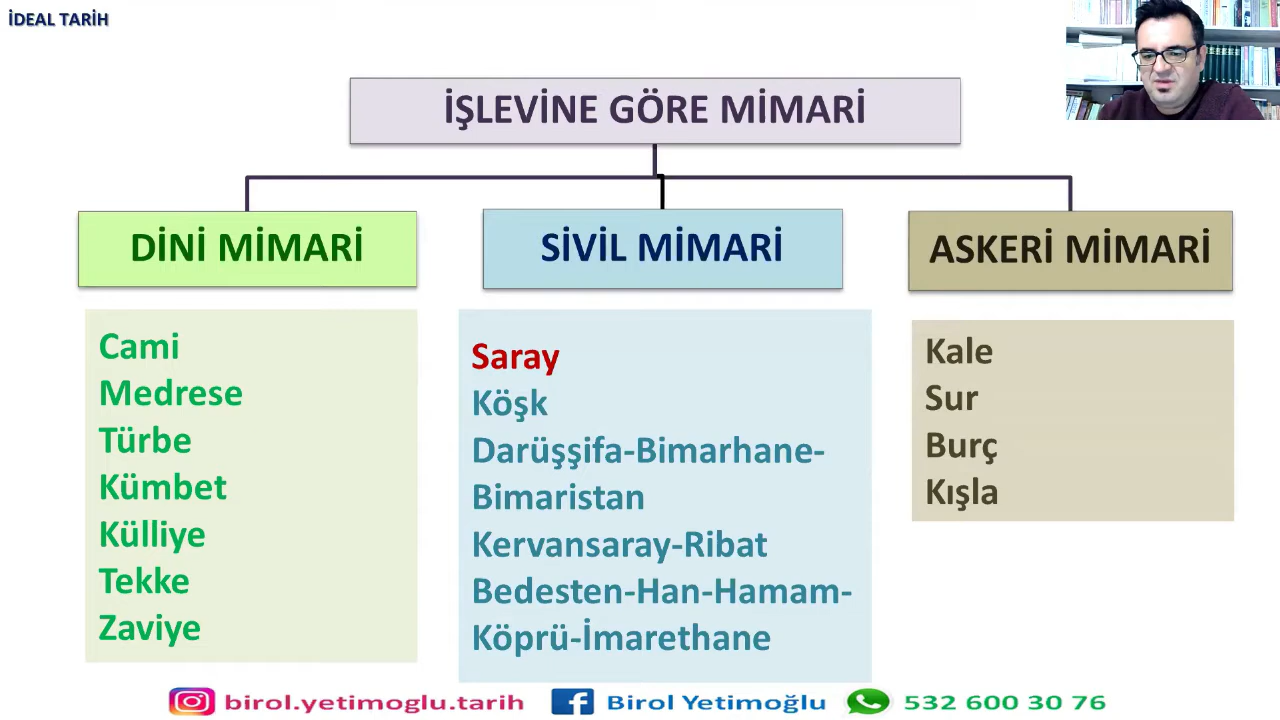 İDEAL TARİH
İŞLEVİNE GÖRE MİMARİ
DİNİ MİMARİ
Cami
Medrese
Türbe
Kümbet
Külliye
Tekke
Zaviye
SİVİL MİMARİ
Saray
Köşk
Darüşşifa-Bimarhane-
Bimaristan
Kervansaray-Ribat
Bedesten-Han-Hamam-
Köprü-İmarethane
ASKERİ MİMARİ
Kale
Sur
Burç
Kışla
birol.yetimoglu.tarih
Birol Yetimoğlu
532 600 30 76